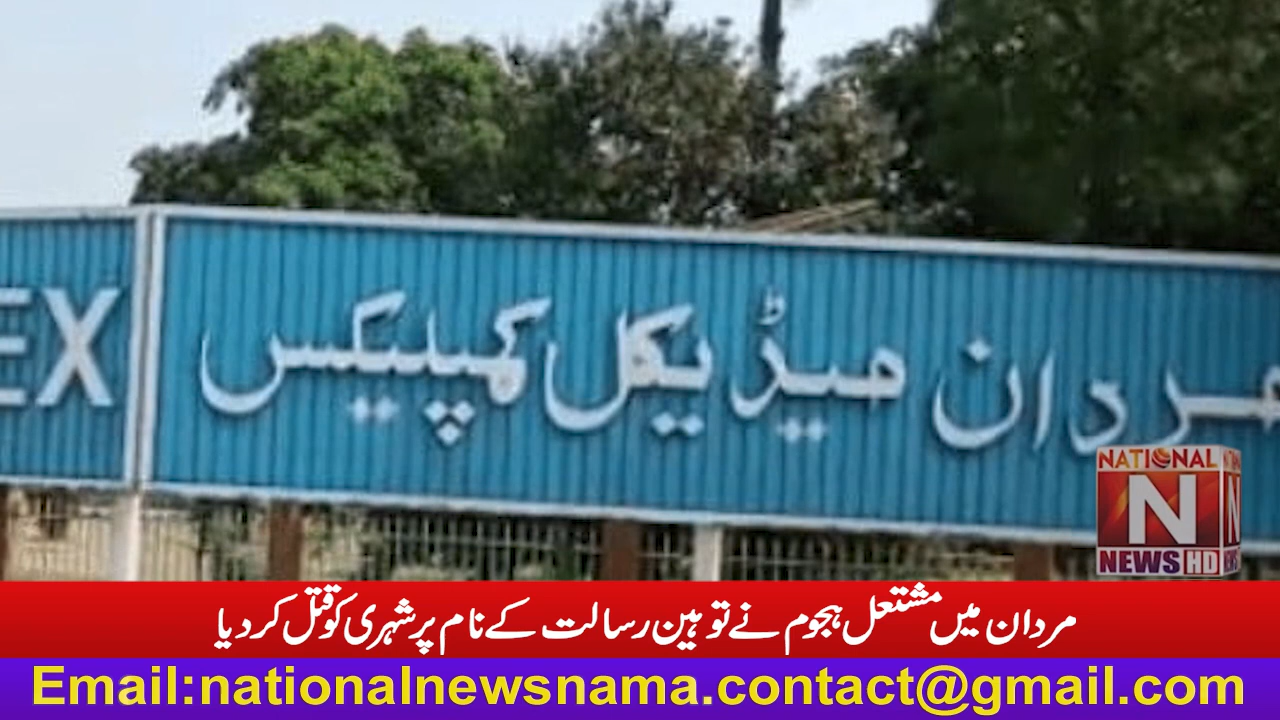 EX
مردان میڈیکل کمپلیکس
NATIONAL
N
NEWS HD
مردان میں مشتعل ہجوم نے توہین رسالت کے نام پر شہری کو قتل کر دیا
Email:nationalnewsnama.contact@gmail.com